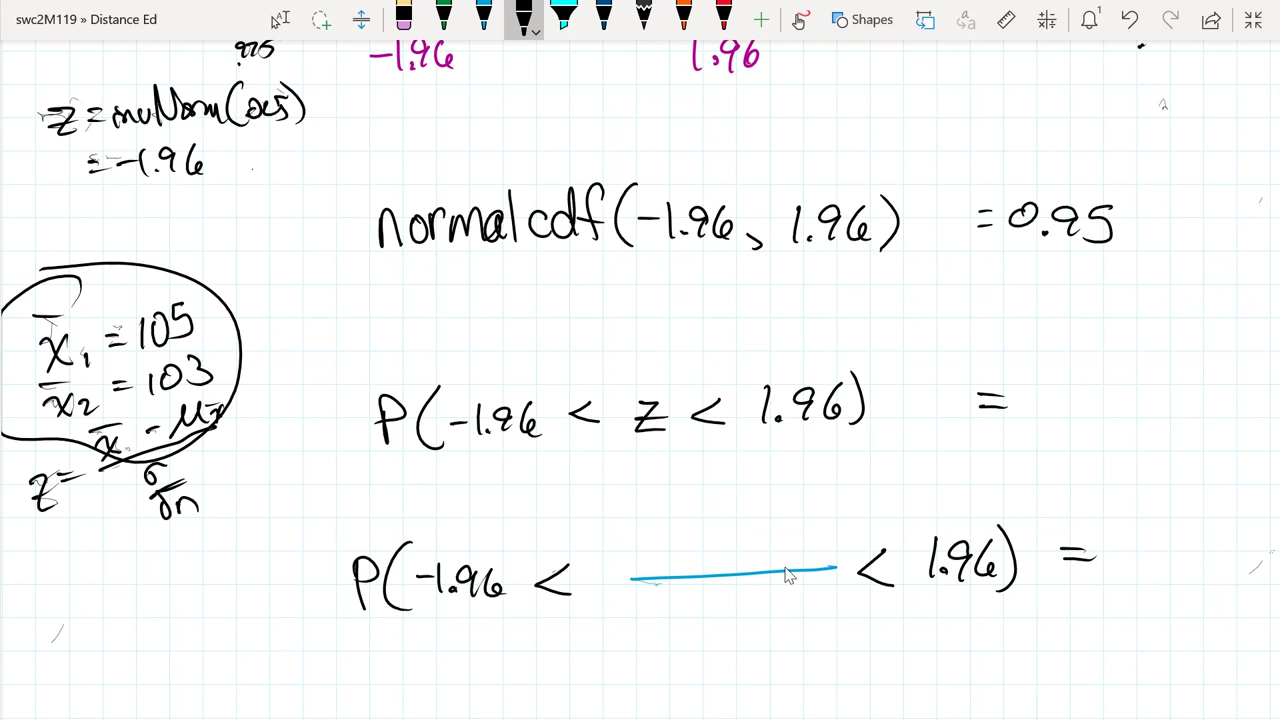 swc2M119 » Distance Ed
Shapes
.975
-1.96 1.96
z = invNorm(.025)
= -1.96
normalcdf(-1.96, 1.96) = 0.95
x̄₁ = 105
x̄₂ = 103
P(-1.96 < z < 1.96) =
z = x̄ - μx̄ / σ/√n
P(-1.96 < ———— < 1.96) =